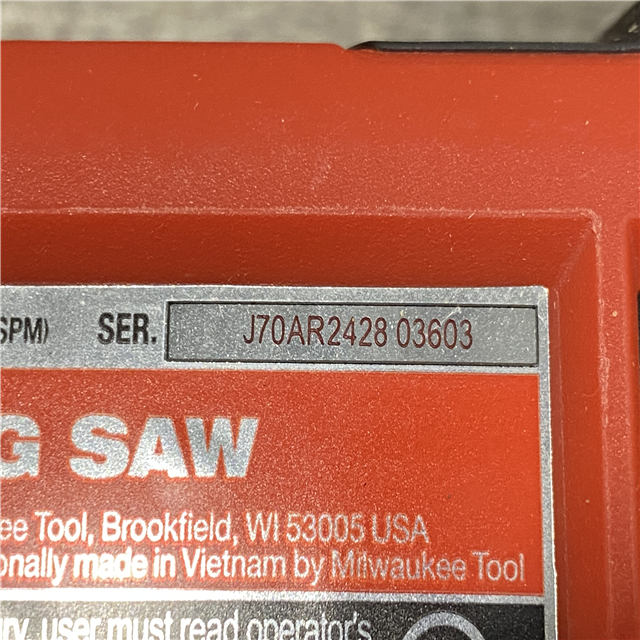 SPM) SER. J70AR2428 03603
G SAW
ee Tool, Brookfield, WI 53005 USA
onally made in Vietnam by Milwaukee Tool
ury, user must read operator's